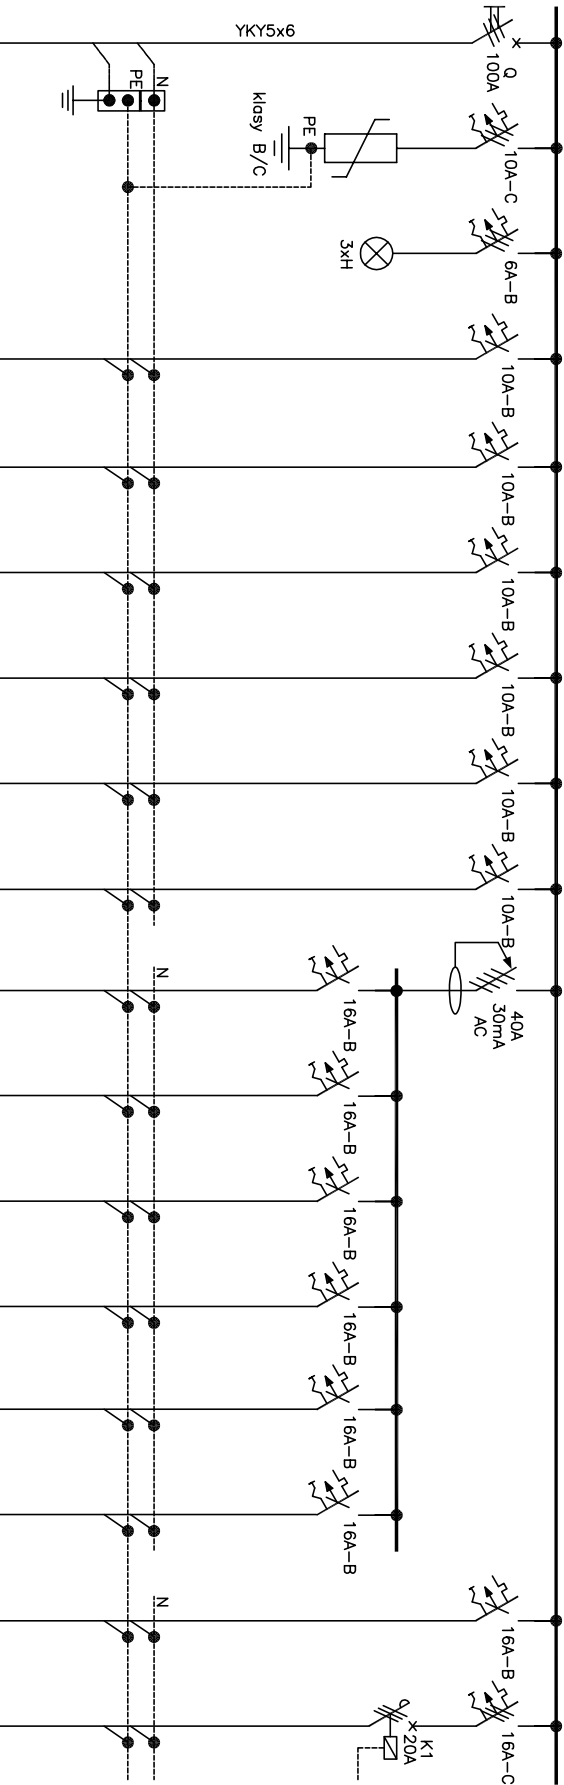 YKY5x6
Q
100A
PE
N
klasy B/C
PE
10A-C
3xH
6A-B
10A-B
10A-B
10A-B
10A-B
10A-B
10A-B
N
16A-B
40A
30mA
AC
16A-B
16A-B
16A-B
16A-B
16A-B
N
16A-B
K1
20A
16A-C